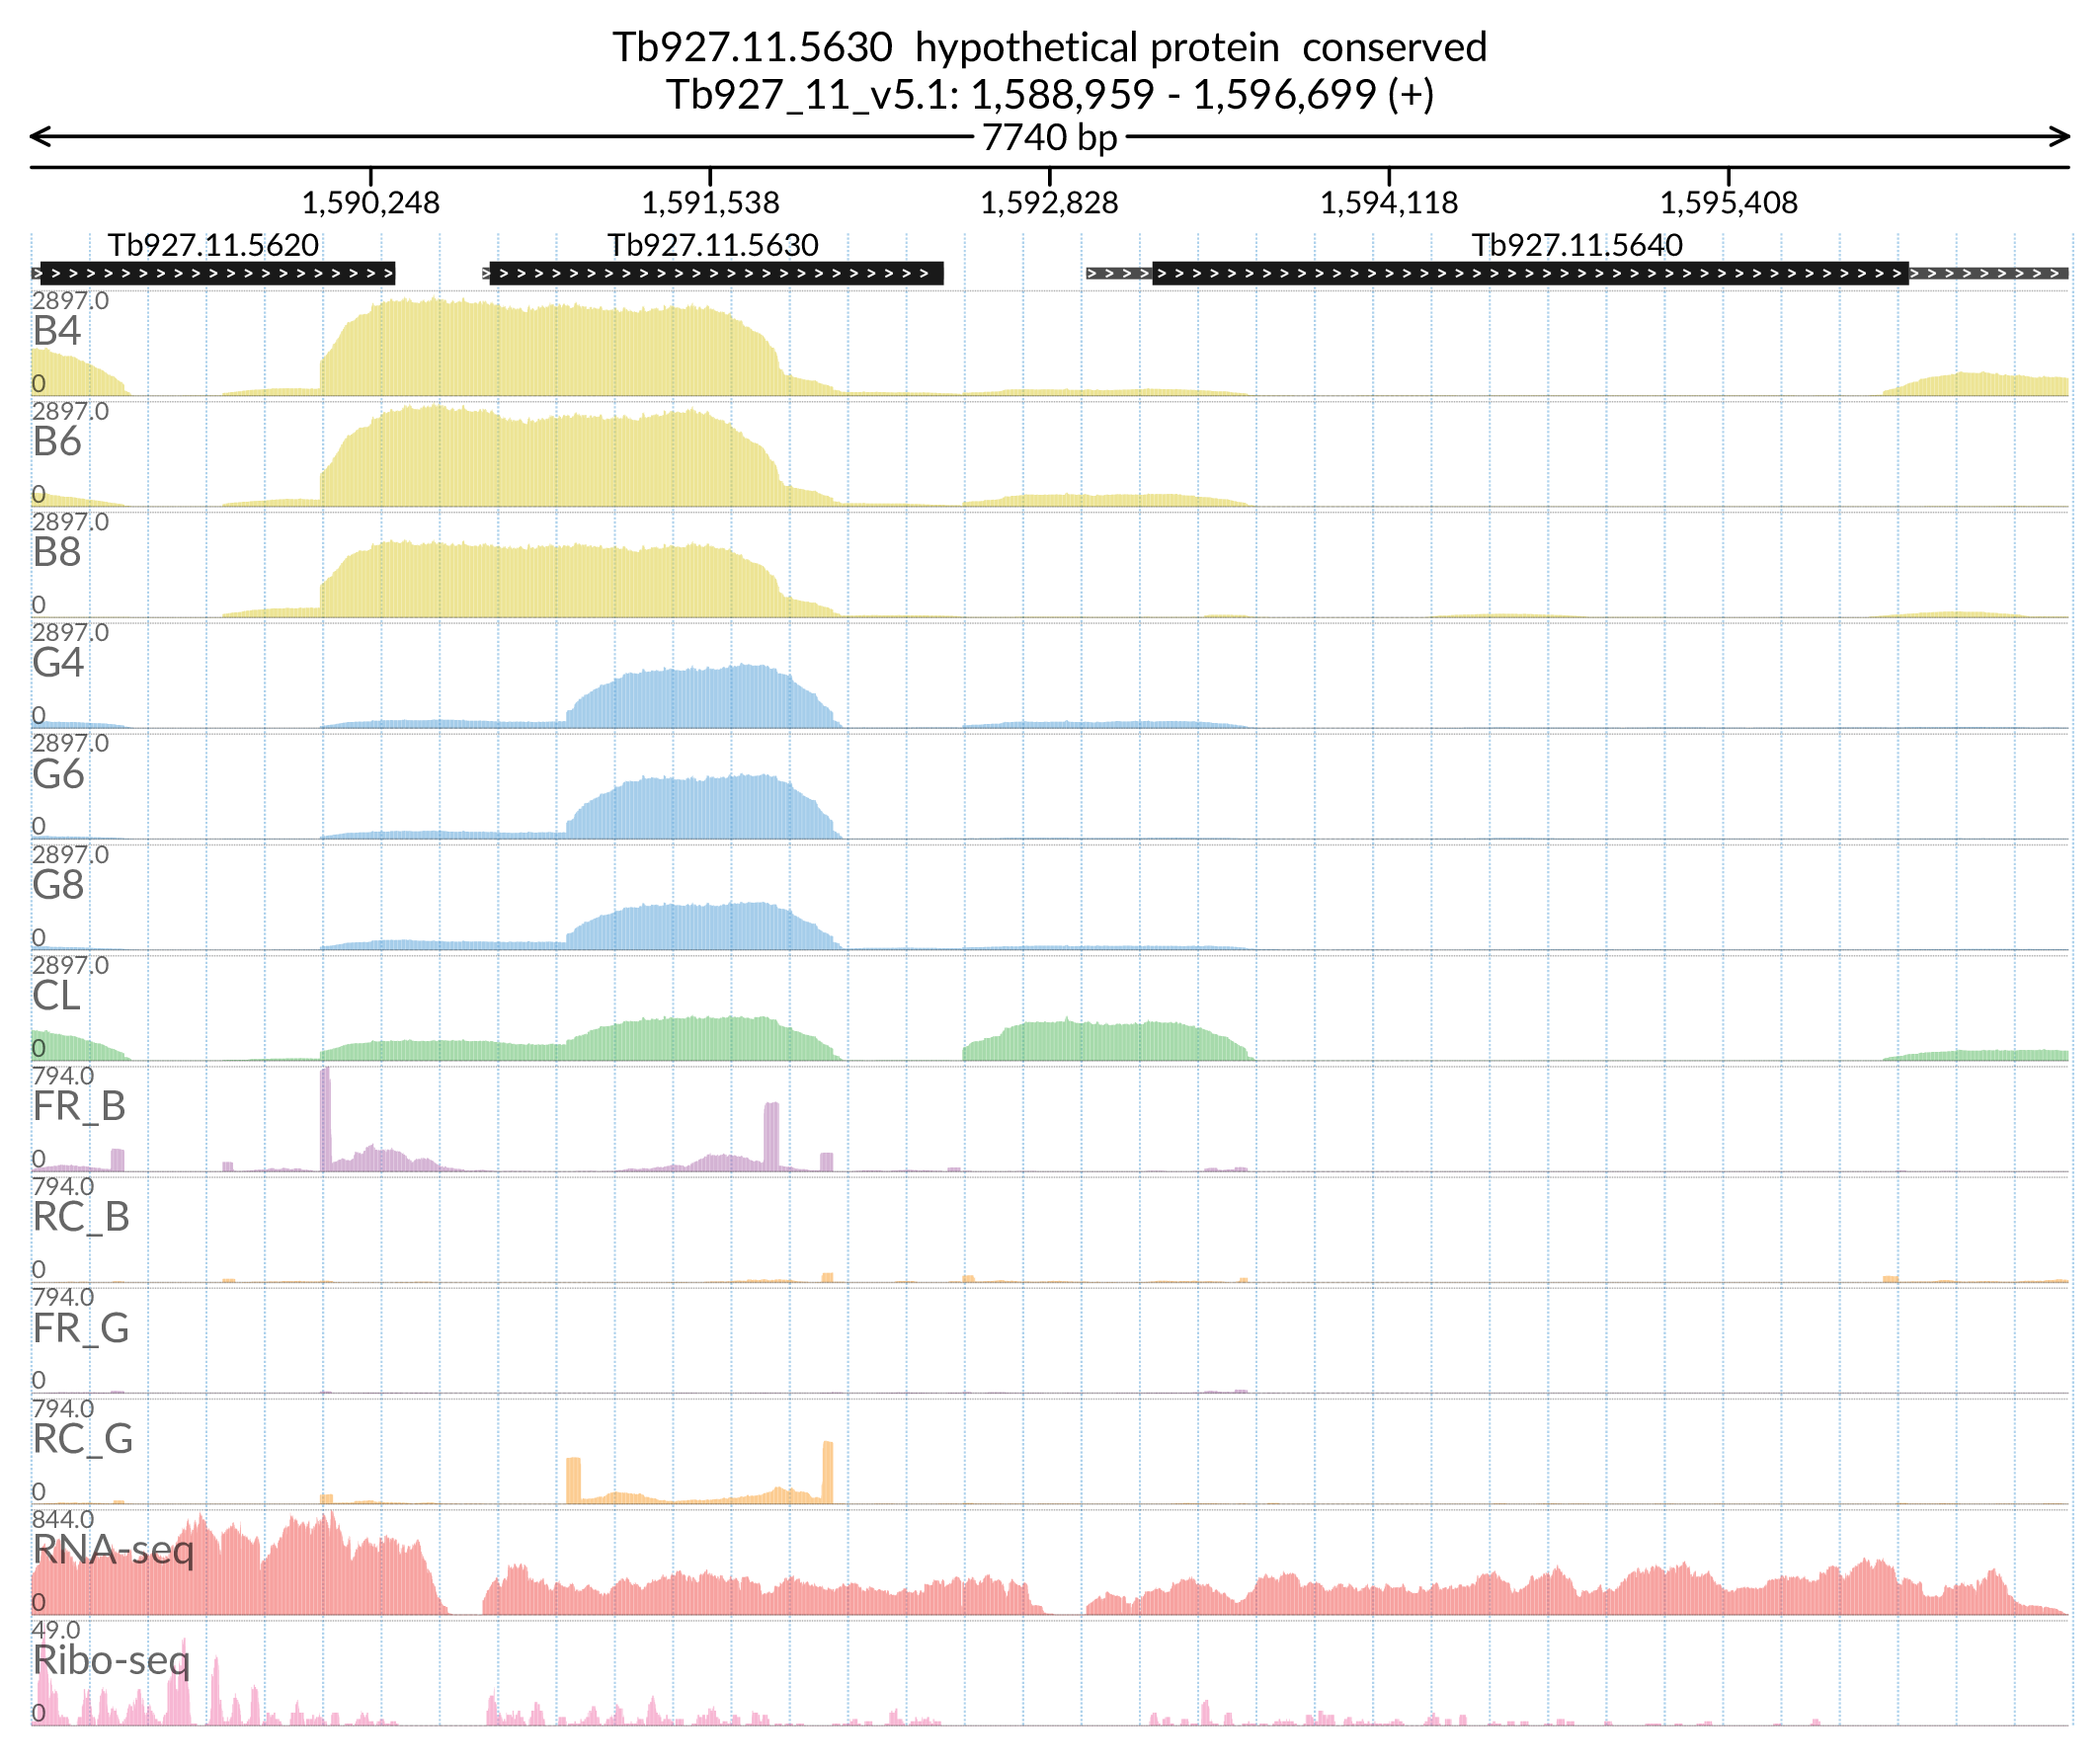 Tb927.11.5630 hypothetical protein conserved
Tb927_11_v5.1: 1,588,959 - 1,596,699 (+)
7740 bp
1,590,248 1,591,538 1,592,828 1,594,118 1,595,408
Tb927.11.5620 Tb927.11.5630 Tb927.11.5640
2897.0
B4
0
2897.0
B6
0
2897.0
B8
0
2897.0
G4
0
2897.0
G6
0
2897.0
G8
0
2897.0
CL
0
794.0
FR_B
0
794.0
RC_B
0
794.0
FR_G
0
794.0
RC_G
0
844.0
RNA-seq
0
49.0
Ribo-seq
0